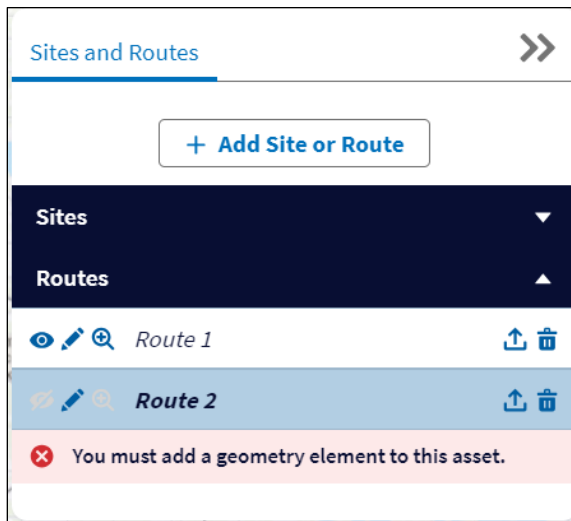 Sites and Routes
+ Add Site or Route
Sites
Routes
Route 1
Route 2
You must add a geometry element to this asset.